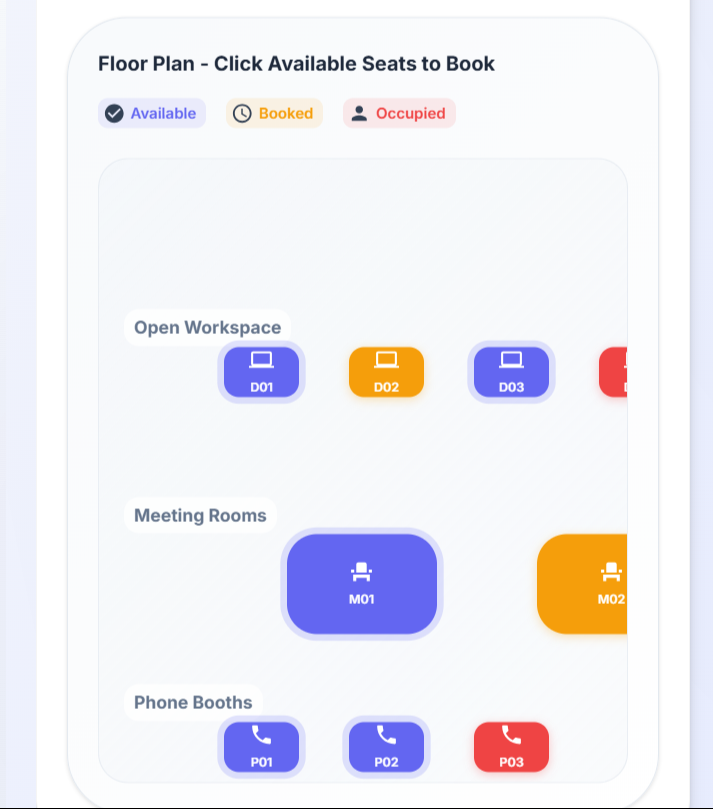 Floor Plan - Click Available Seats to Book
Available Booked Occupied
Open Workspace
D01 D02 D03
Meeting Rooms
M01 M02
Phone Booths
P01 P02 P03